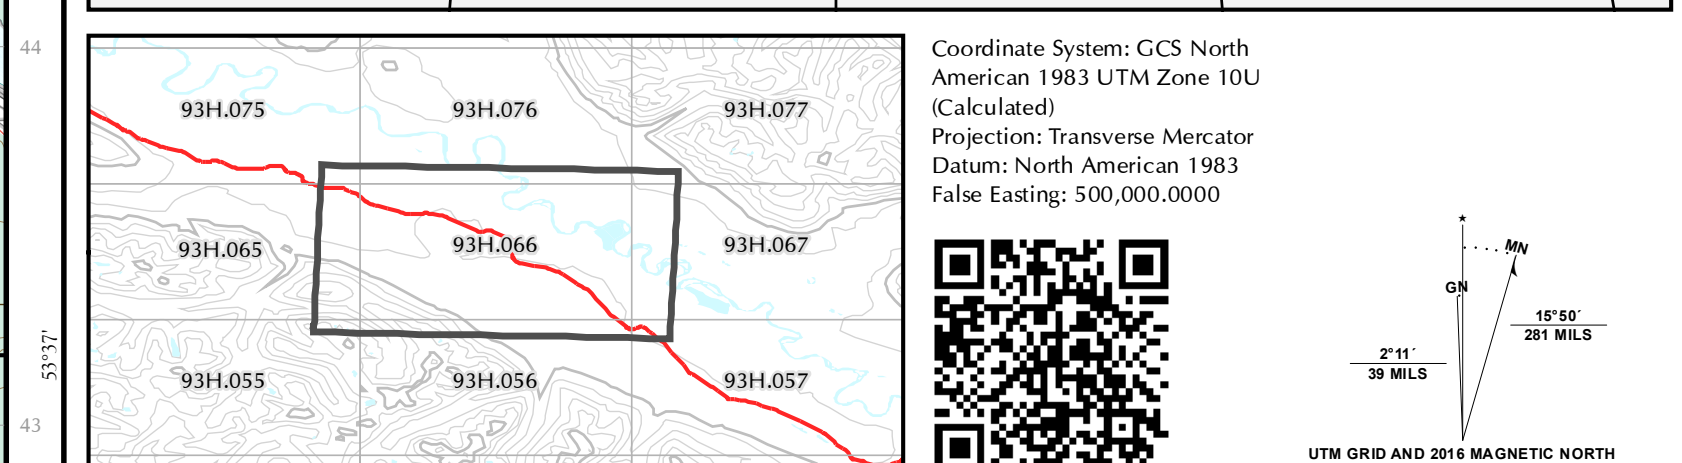 44
93H.075
93H.076
93H.077
93H.065
93H.066
93H.067
93H.055
93H.056
93H.057
53°37'
43
Coordinate System: GCS North
American 1983 UTM Zone 10U
(Calculated)
Projection: Transverse Mercator
Datum: North American 1983
False Easting: 500,000.0000
MN
GN
15°50´
281 MILS
2°11´
39 MILS
UTM GRID AND 2016 MAGNETIC NORTH